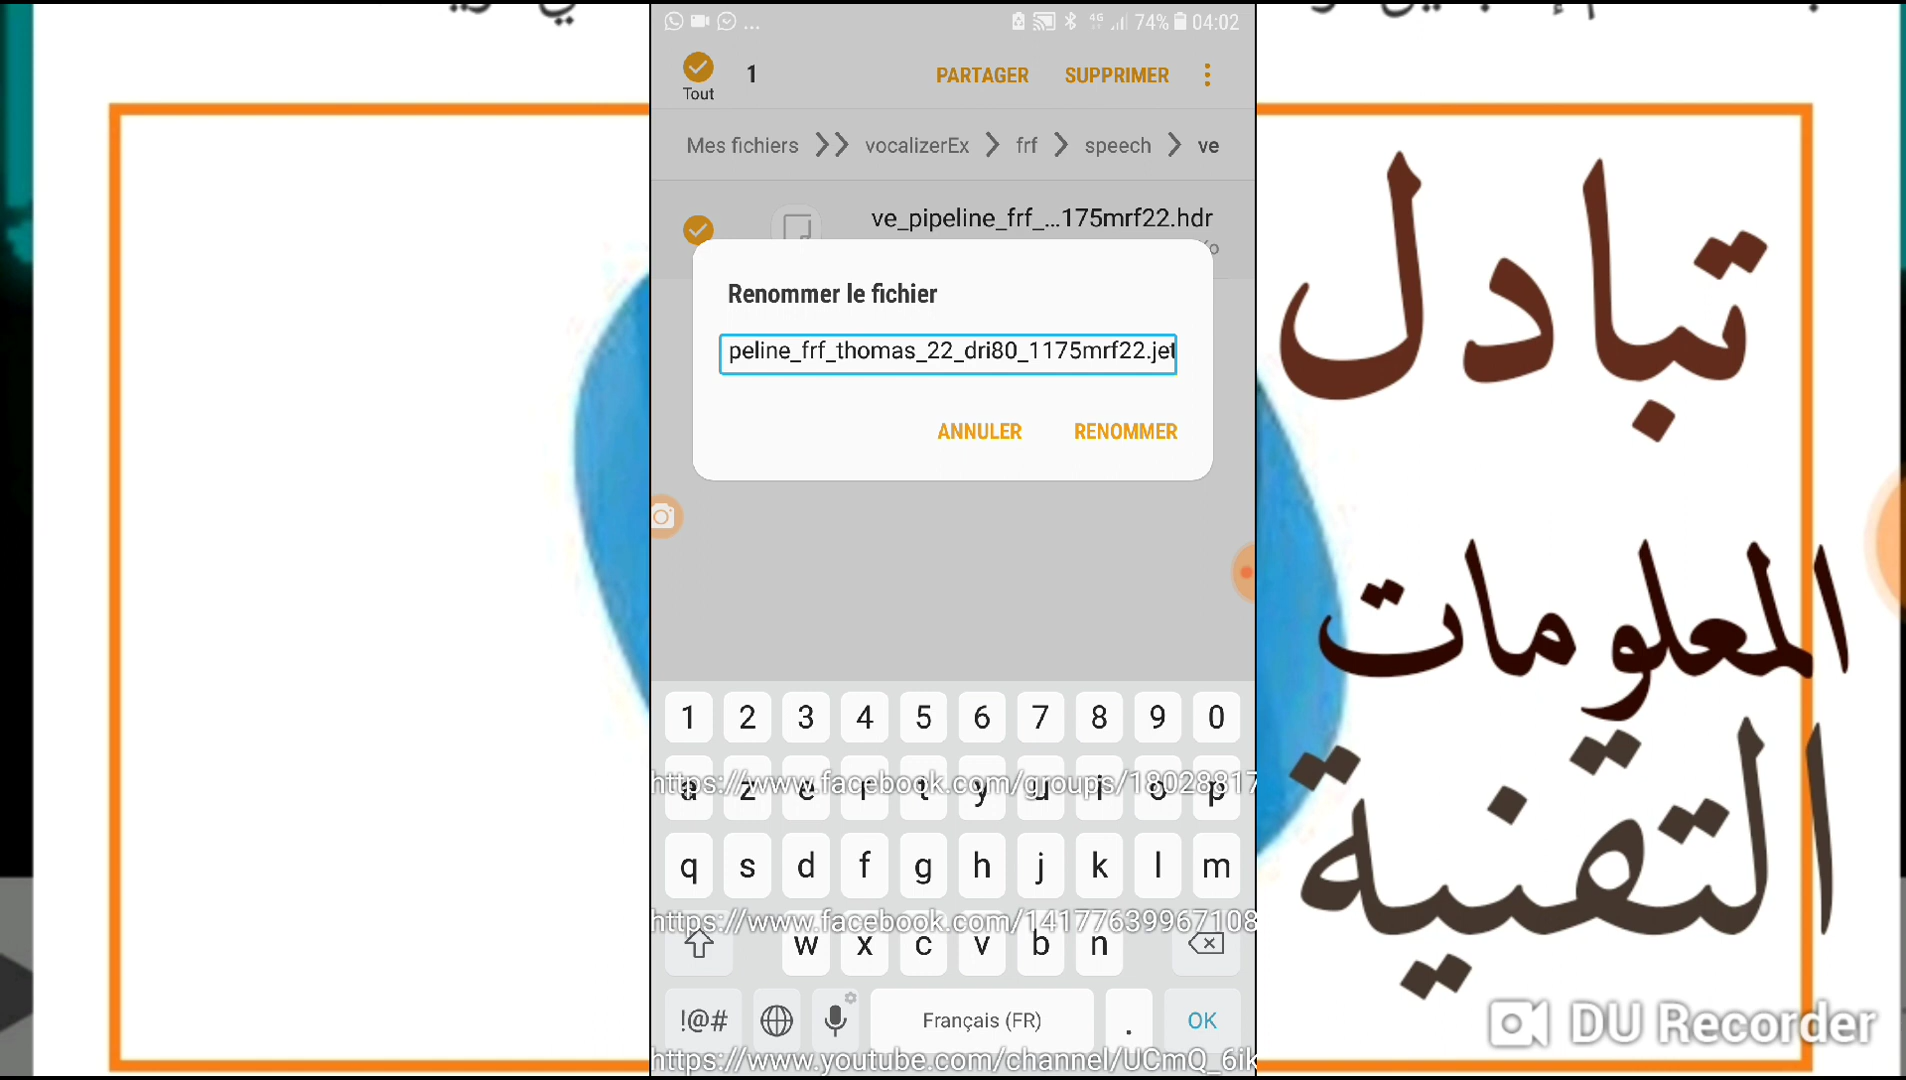 ... 74% 04:02
Tout 1 PARTAGER SUPPRIMER
Mes fichiers vocalizerEx frf speech ve
ve_pipeline_frf_...175mrf22.hdr
Renommer le fichier
peline_frf_thomas_22_dri80_1175mrf22.jet
ANNULER RENOMMER
تبادل
المعلومات
التقنية
1 2 3 4 5 6 7 8 9 0
a z e r t y u i o p
https://www.facebook.com/groups/18028817
q s d f g h j k l m
https://www.facebook.com/14177639967108
w x c v b n
!@# Français (FR) . OK
https://www.youtube.com/channel/UCmQ_6ik
DU Recorder